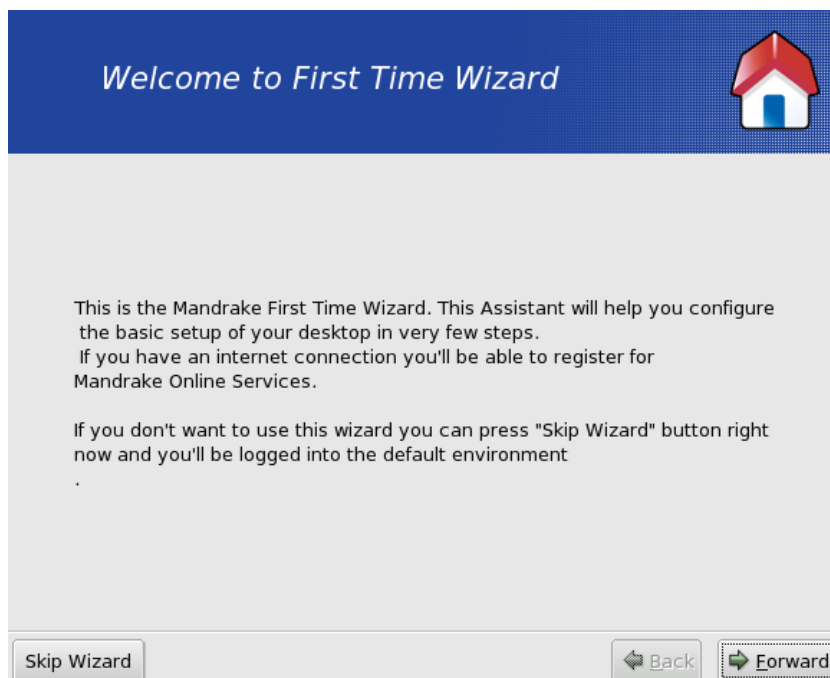 Welcome to First Time Wizard
This is the Mandrake First Time Wizard. This Assistant will help you configure
the basic setup of your desktop in very few steps.
If you have an internet connection you'll be able to register for
Mandrake Online Services.
If you don't want to use this wizard you can press "Skip Wizard" button right
now and you'll be logged into the default environment
.
Skip Wizard
Back
Forward